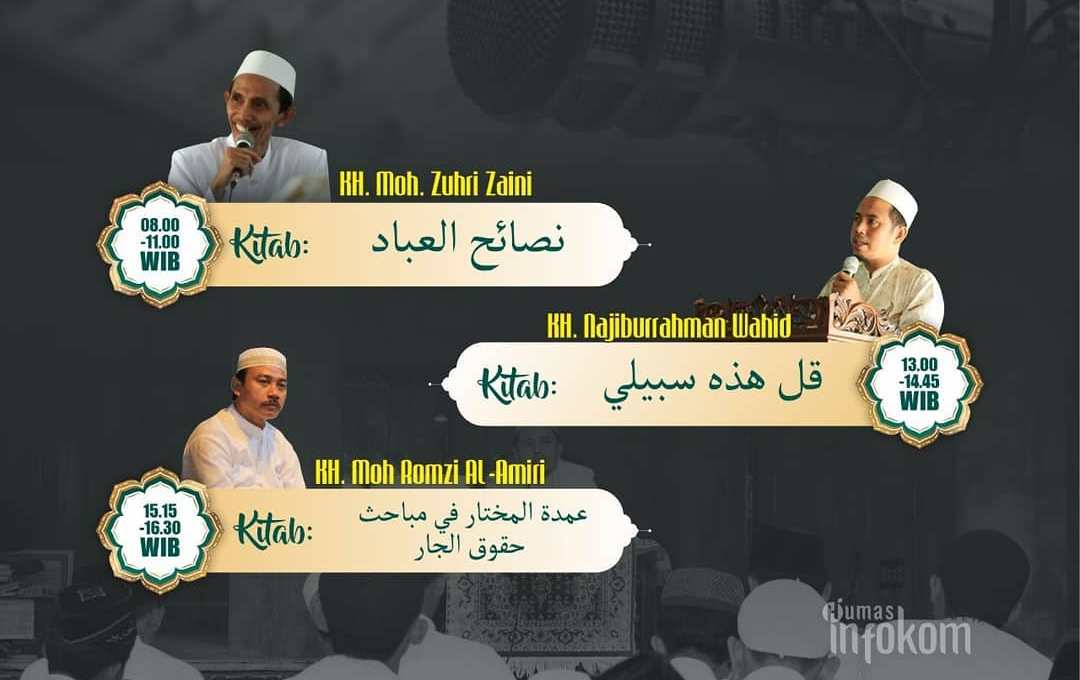 KH. Moh. Zuhri Zaini
08.00
-11.00
WIB
Kitab: نصائح العباد
KH. Najiburrahman Wahid
Kitab: قل هذه سبيلي
13.00
-14.45
WIB
KH. Moh Romzi Al-Amiri
15.15
-16.30
WIB
Kitab: عمدة المختار في مباحث
حقوق الجار
Humas
infokom